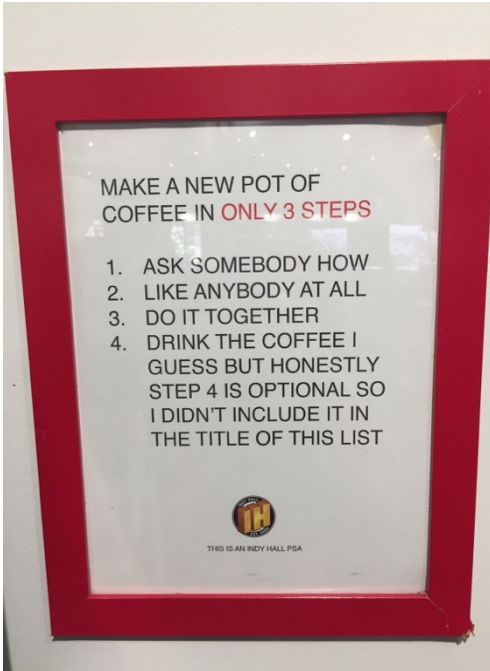 MAKE A NEW POT OF
COFFEE IN ONLY 3 STEPS
1. ASK SOMEBODY HOW
2. LIKE ANYBODY AT ALL
3. DO IT TOGETHER
4. DRINK THE COFFEE I
GUESS BUT HONESTLY
STEP 4 IS OPTIONAL SO
I DIDN'T INCLUDE IT IN
THE TITLE OF THIS LIST
IH
THIS IS AN INDY HALL PSA